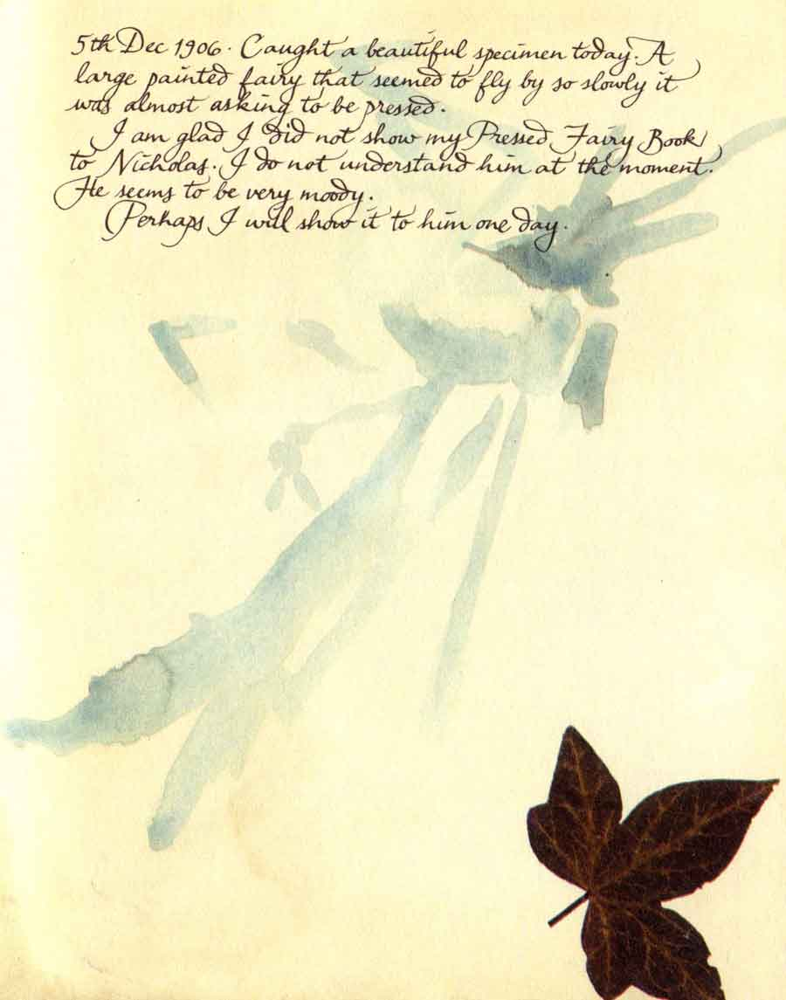 5th Dec 1906. Caught a beautiful specimen today. A
large painted fairy that seemed to fly by so slowly it
was almost asking to be pressed.
I am glad I did not show my Pressed Fairy Book
to Nicholas. I do not understand him at the moment.
He seems to be very moody.
Perhaps I will show it to him one day.